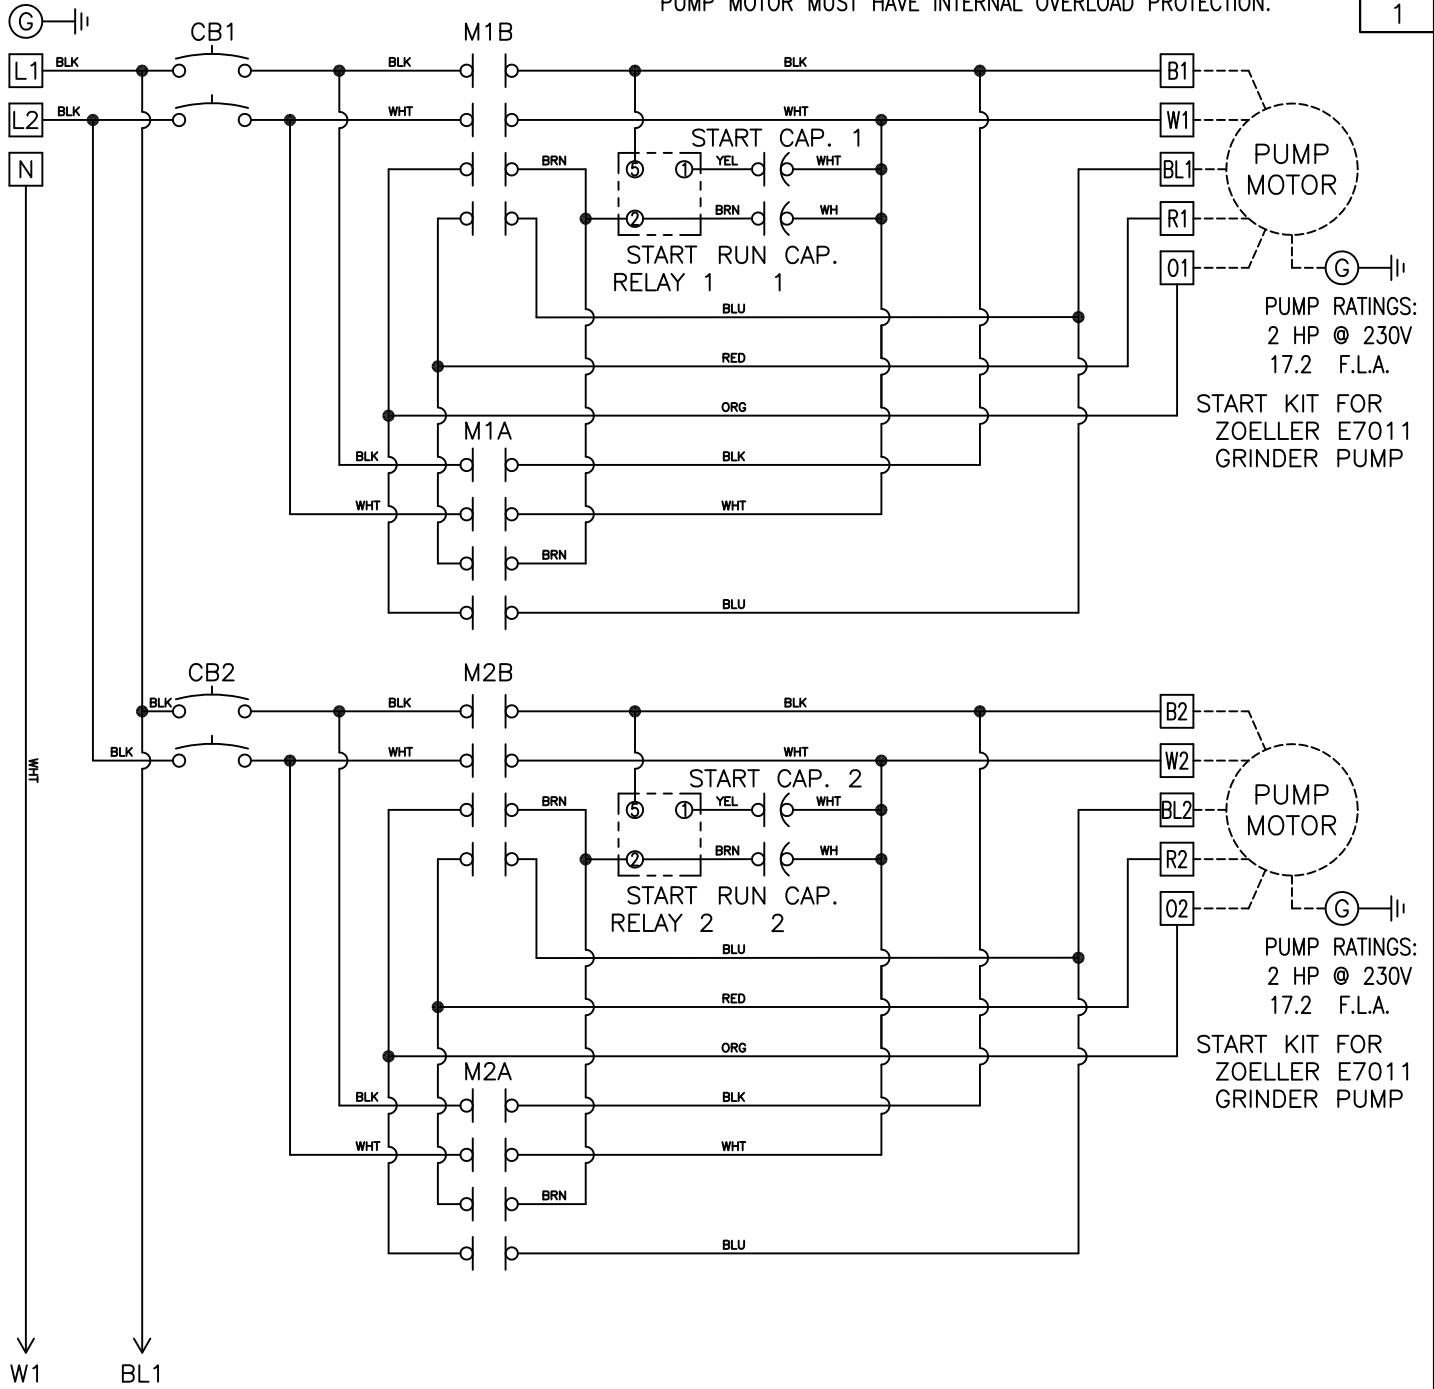 PUMP MOTOR MUST HAVE INTERNAL OVERLOAD PROTECTION.
1
G
CB1
M1B
L1
BLK
BLK
BLK
B1
L2
BLK
WHT
WHT
W1
START CAP. 1
N
BRN
5
1
YEL
WHT
BL1
PUMP
MOTOR
2
BRN
WH
R1
START RUN CAP.
RELAY 1 1
O1
G
BLU
PUMP RATINGS:
2 HP @ 230V
17.2 F.L.A.
RED
ORG
START KIT FOR
ZOELLER E7011
GRINDER PUMP
M1A
BLK
BLK
WHT
WHT
BRN
BLU
CB2
M2B
BLK
BLK
BLK
B2
BLK
WHT
WHT
W2
WHT
START CAP. 2
BRN
5
1
YEL
WHT
BL2
PUMP
MOTOR
2
BRN
WH
R2
START RUN CAP.
RELAY 2 2
O2
G
BLU
PUMP RATINGS:
2 HP @ 230V
17.2 F.L.A.
RED
ORG
START KIT FOR
ZOELLER E7011
GRINDER PUMP
M2A
BLK
BLK
WHT
WHT
BRN
BLU
W1
BL1